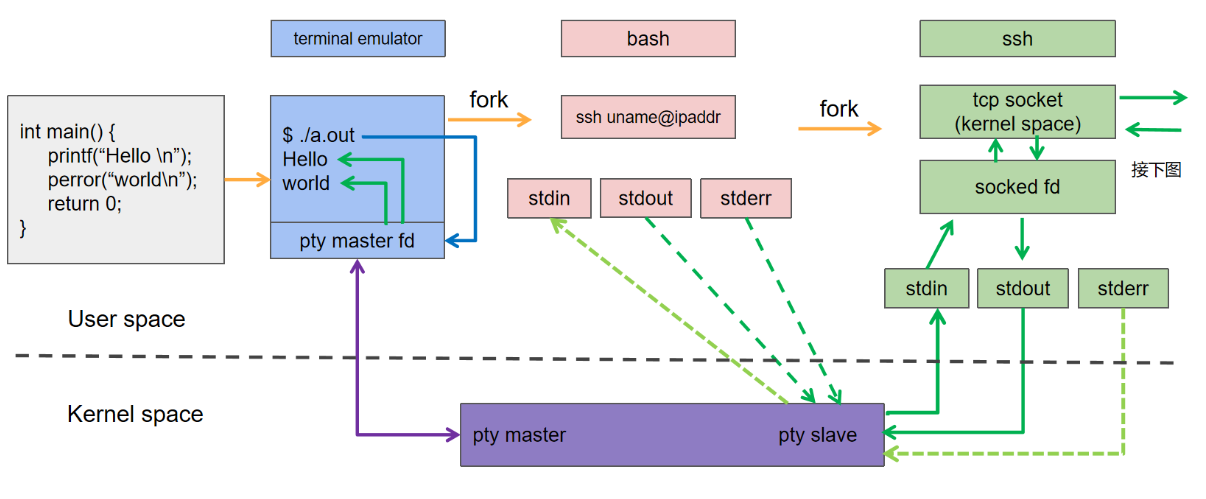 terminal emulator
bash
ssh
int main() {
printf(“Hello \n”);
perror(“world\n”);
return 0;
}
$ ./a.out
Hello
world
pty master fd
fork
ssh uname@ipaddr
stdin
stdout
stderr
fork
tcp socket
(kernel space)
socked fd
接下图
stdin
stdout
stderr
User space
Kernel space
pty master
pty slave